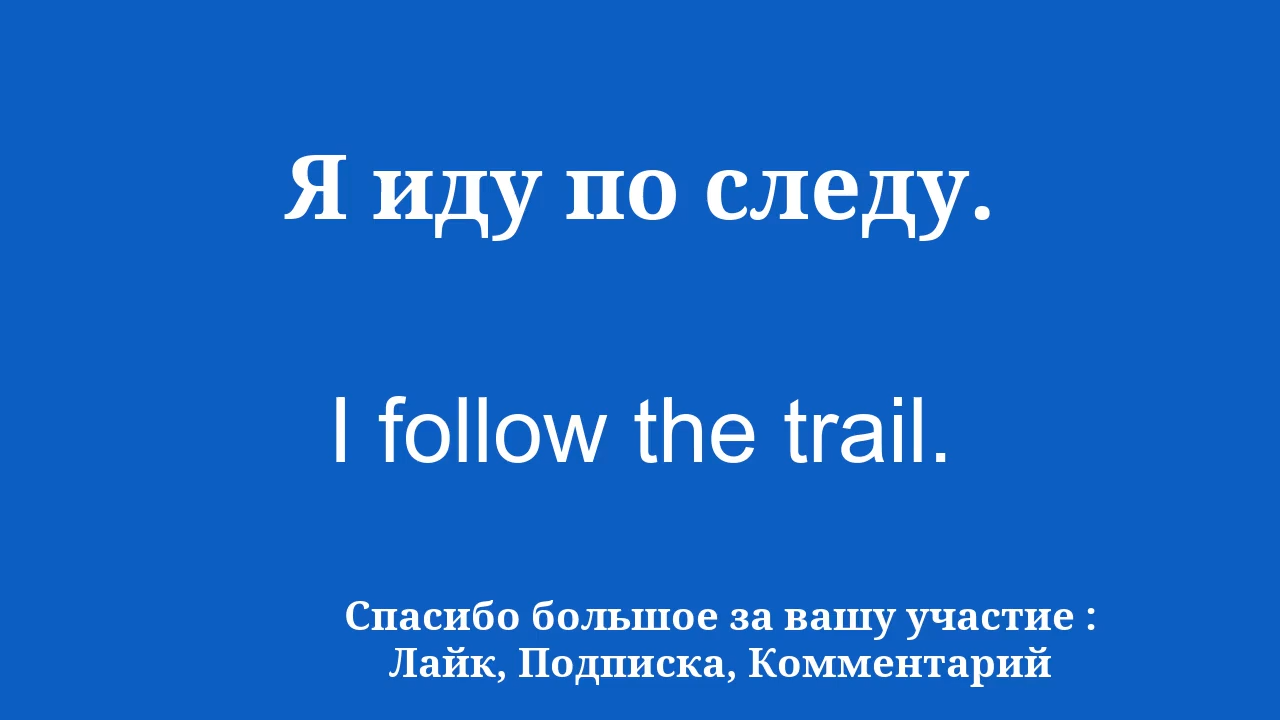 Я иду по следу.
I follow the trail.
Спасибо большое за вашу участие :
Лайк, Подписка, Комментарий